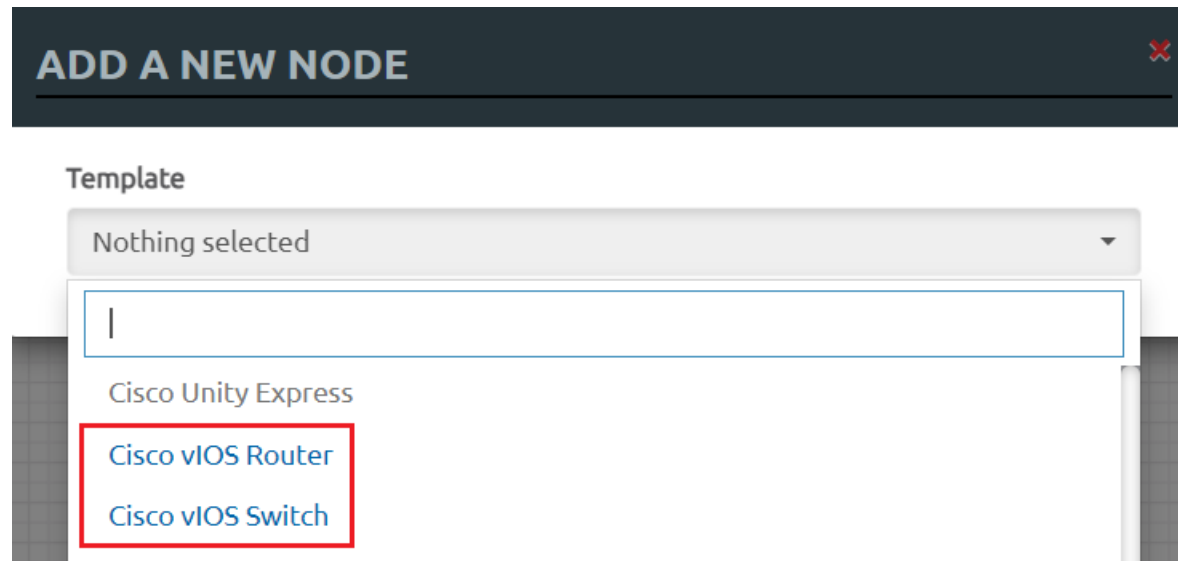 ADD A NEW NODE
Template
Nothing selected
Cisco Unity Express
Cisco vIOS Router
Cisco vIOS Switch